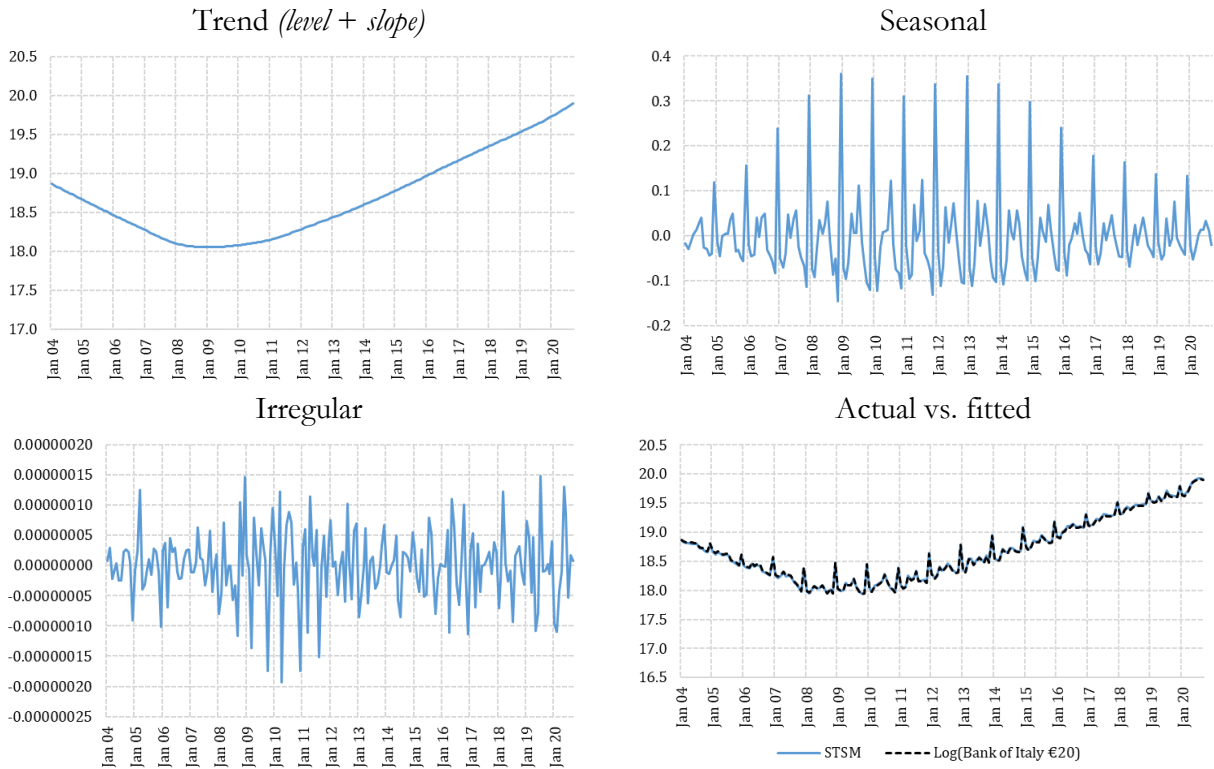 Trend (level + slope)
20.5
20.0
19.5
19.0
18.5
18.0
17.5
17.0
Jan 04
Jan 05
Jan 06
Jan 07
Jan 08
Jan 09
Jan 10
Jan 11
Jan 12
Jan 13
Jan 14
Jan 15
Jan 16
Jan 17
Jan 18
Jan 19
Jan 20
Seasonal
0.4
0.3
0.2
0.1
0.0
-0.1
-0.2
Jan 04
Jan 05
Jan 06
Jan 07
Jan 08
Jan 09
Jan 10
Jan 11
Jan 12
Jan 13
Jan 14
Jan 15
Jan 16
Jan 17
Jan 18
Jan 19
Jan 20
Irregular
0.00000020
0.00000015
0.00000010
0.00000005
0.00000000
-0.00000005
-0.00000010
-0.00000015
-0.00000020
-0.00000025
Jan 04
Jan 05
Jan 06
Jan 07
Jan 08
Jan 09
Jan 10
Jan 11
Jan 12
Jan 13
Jan 14
Jan 15
Jan 16
Jan 17
Jan 18
Jan 19
Jan 20
Actual vs. fitted
20.5
20.0
19.5
19.0
18.5
18.0
17.5
17.0
16.5
Jan 04
Jan 05
Jan 06
Jan 07
Jan 08
Jan 09
Jan 10
Jan 11
Jan 12
Jan 13
Jan 14
Jan 15
Jan 16
Jan 17
Jan 18
Jan 19
Jan 20
STSM
Log(Bank of Italy €20)